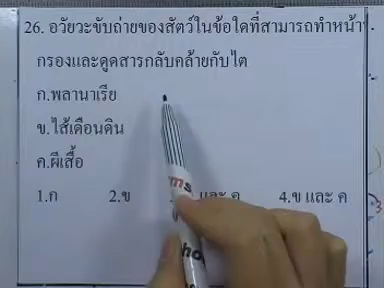 26. อวัยวะขับถ่ายของสัตว์ในข้อใดที่สามารถทำหน้า
กรองและดูดสารกลับคล้ายกับไต
ก.พลานาเรีย
ข.ไส้เดือนดิน
ค.ผีเสื้อ
1.ก 2.ข และ ค 4.ข และ ค